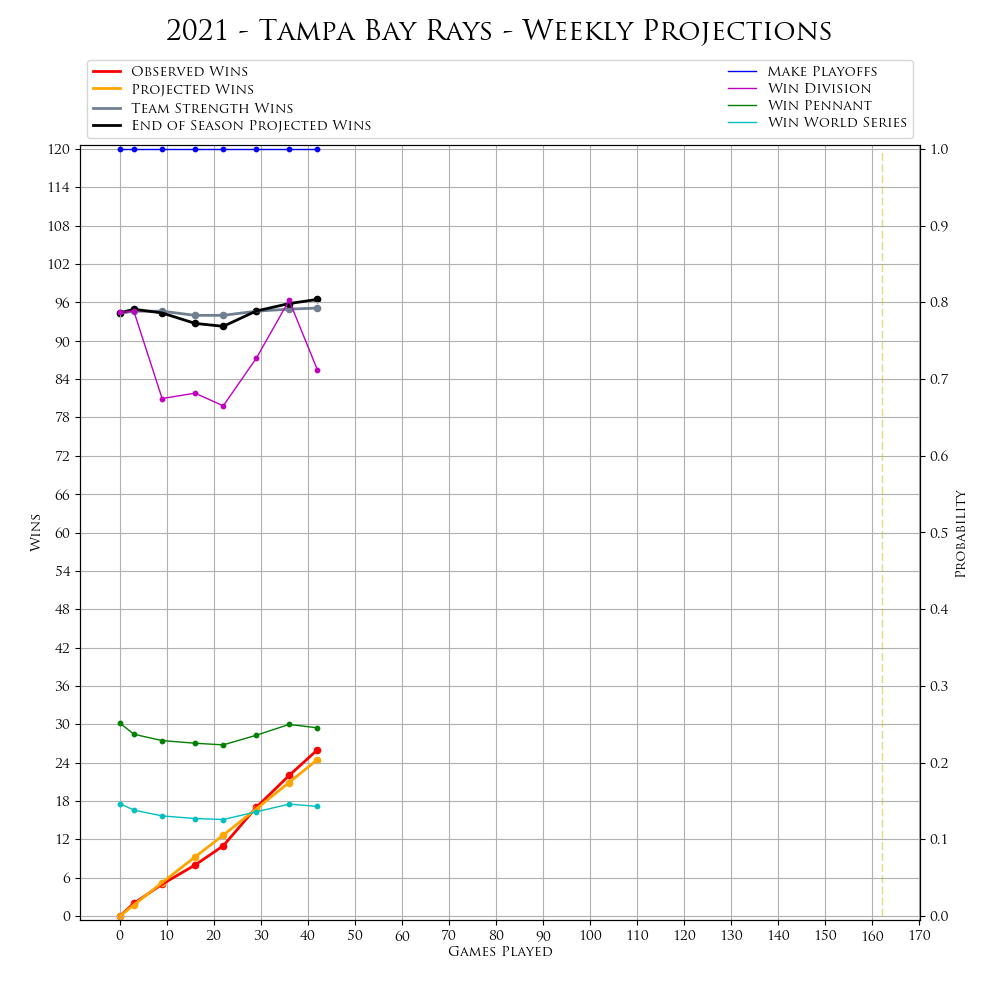 2021 - Tampa Bay Rays - Weekly Projections
Observed Wins
Projected Wins
Team Strength Wins
End of Season Projected Wins
Make Playoffs
Win Division
Win Pennant
Win World Series
120
114
108
102
96
90
84
78
72
66
60
54
48
42
36
30
24
18
12
6
0
Wins
1.0
0.9
0.8
0.7
0.6
0.5
0.4
0.3
0.2
0.1
0.0
Probability
0 10 20 30 40 50 60 70 80 90 100 110 120 130 140 150 160 170
Games Played